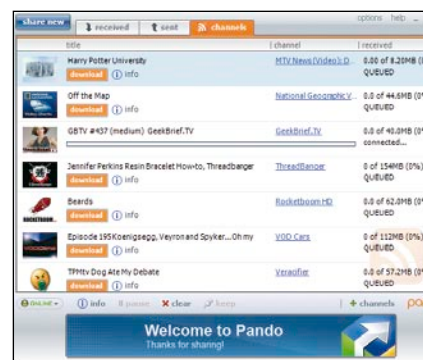 share new received sent channels options help
title channel received
Harry Potter University MTV News (Video): D... 0.00 of 8.20MB (0
download info QUEUED
Off the Map National Geographic V... 0.0 of 44.6MB (0%
download info QUEUED
GBTV #437 (medium) GeekBrief.TV GeekBrief.TV 0.0 of 40.0MB (0%
connected...
Jennifer Perkins Resin Bracelet How-to, Threadbanger ThreadBanger 0 of 154MB (0%)
download info QUEUED
Beards Rocketboom HD 0.0 of 62.0MB (0%
download info QUEUED
ROCKETBOOM
Episode 195 Koenigsegg, Veyron and Spyker...Oh my VOD Cars 0 of 112MB (0%)
download info QUEUED
TPMtv Dog Ate My Debate Veracifier 0.0 of 57.2MB (0%
download info QUEUED
ONLINE info pause clear keep + channels
Welcome to Pando
Thanks for sharing!